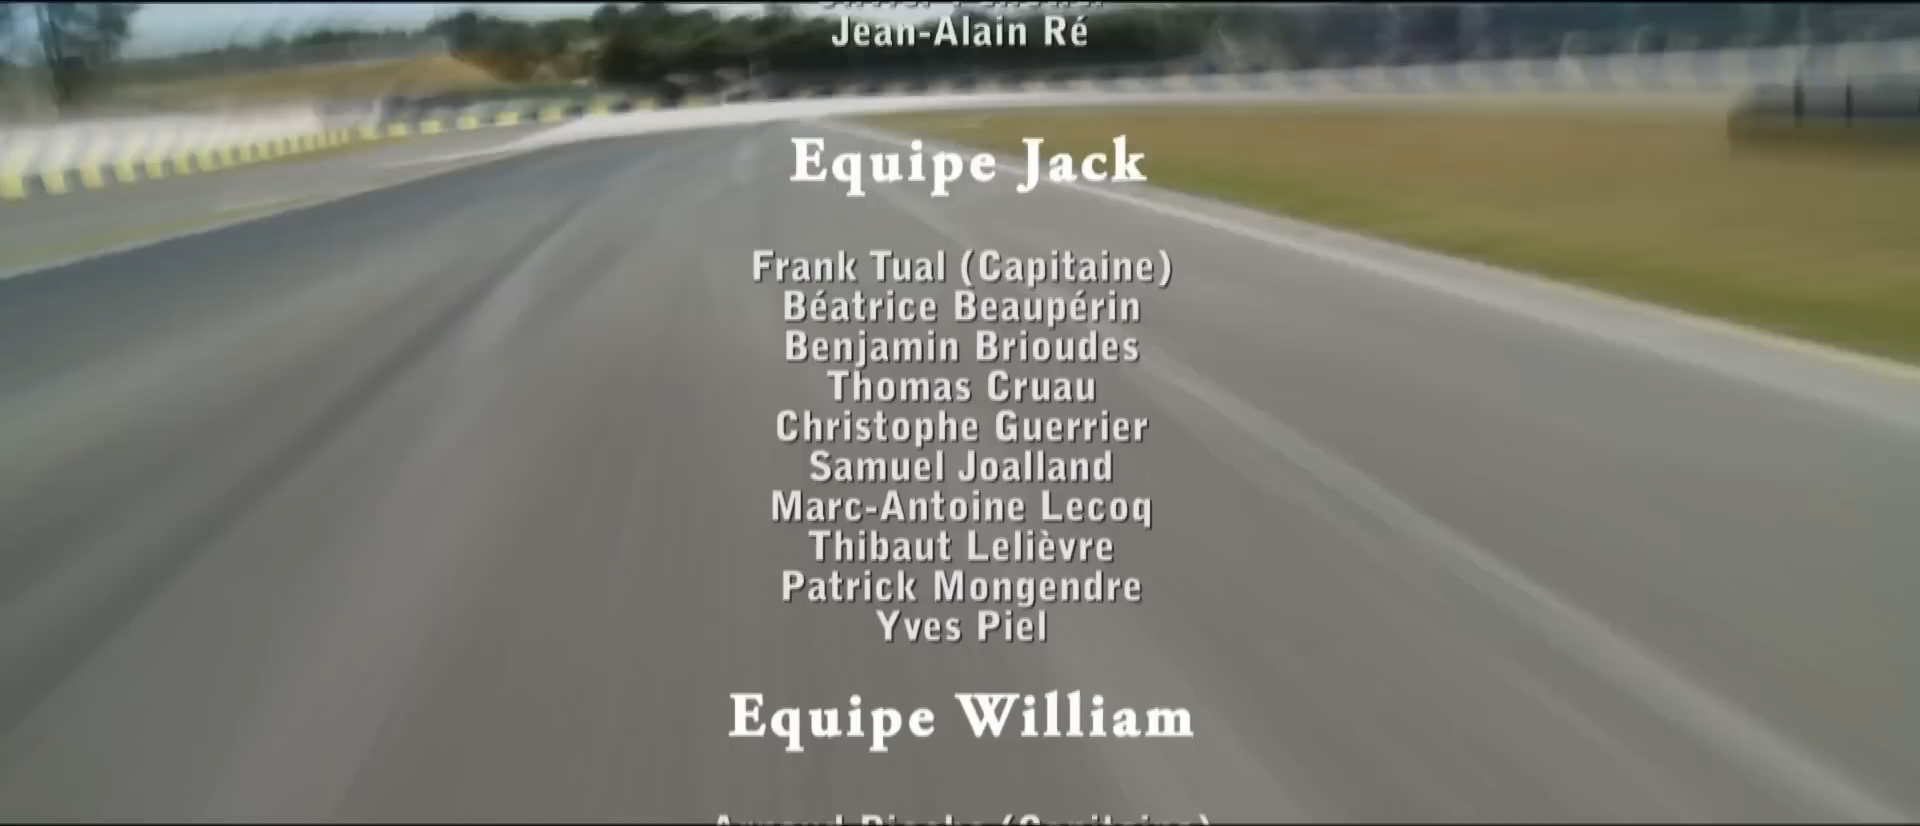 Jean-Alain Ré
Equipe Jack
Frank Tual (Capitaine)
Béatrice Beaupérin
Benjamin Brioudes
Thomas Cruau
Christophe Guerrier
Samuel Joalland
Marc-Antoine Lecoq
Thibaut Lelièvre
Patrick Mongendre
Yves Piel
Equipe William
(Capitaine)